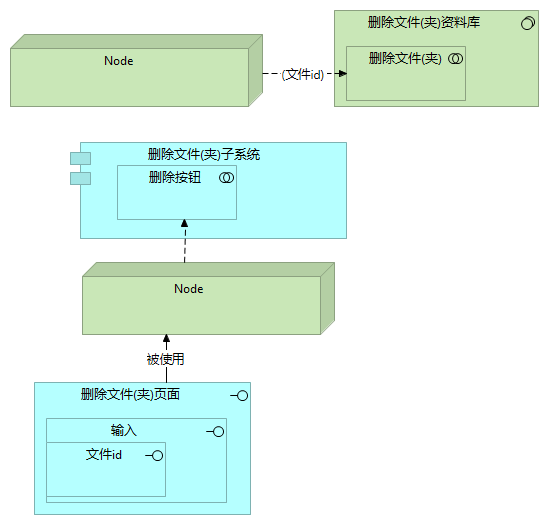 删除文件(夹)资料库
Node
删除文件(夹)
(文件id)
删除文件(夹)子系统
删除按钮
Node
被使用
删除文件(夹)页面
输入
文件id